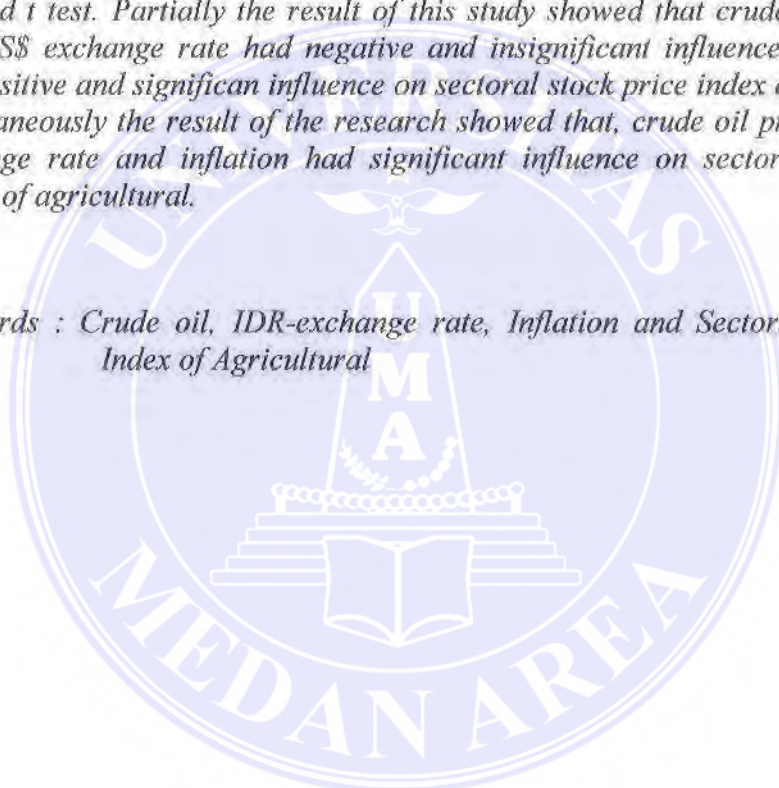 d t test. Partially the result of this study showed that crude
S$ exchange rate had negative and insignificant influence
sitive and significan influence on sectoral stock price index
aneously the result of the research showed that, crude oil
ge rate and inflation had significant influence on
of agricultural.
rds : Crude oil, IDR-exchange rate, Inflation and
Index of Agricultural
UNIVERSITAS
U
M
A
MEDAN AREA